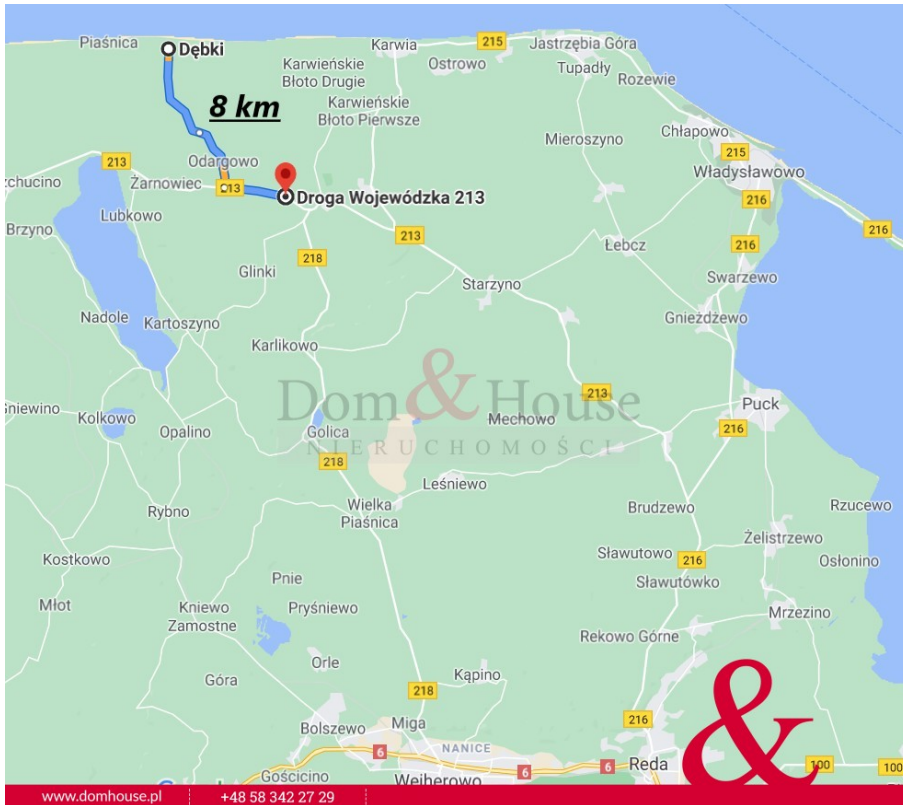 Piaśnica
Dębki
Karwia
215
Jastrzębia Góra
Ostrowo
Tupadły
Rozewie
Karwieńskie
Błoto Drugie
8 km
Karwieńskie
Błoto Pierwsze
Mieroszyno
Chłapowo
215
Władysławowo
213
Odargowo
zchucino
Żarnowiec
213
Droga Wojewódzka 213
216
Lubkowo
Brzyno
213
216
216
Łebcz
218
Glinki
Starzyno
Swarzewo
Nadole
Kartoszyno
Gnieżdżewo
Karlikowo
Dom & House
NIERUCHOMOŚCI
213
Puck
Gniewino
Kolkowo
Mechowo
216
Opalino
Golica
218
Leśniewo
Rybno
Wielka
Piaśnica
Brudzewo
Rzucewo
Żelistrzewo
Kostkowo
Sławutowo
216
Osłonino
Sławutówko
Młot
Pnie
Kniewo
Zamostne
Pryśniewo
Mrzezino
Rekowo Górne
Orle
Góra
Kąpino
218
&
Bolszewo
Miga
216
NANICE
6
Reda
Gościcino
6
6
100
100
Wejherowo
www.domhouse.pl
+48 58 342 27 29